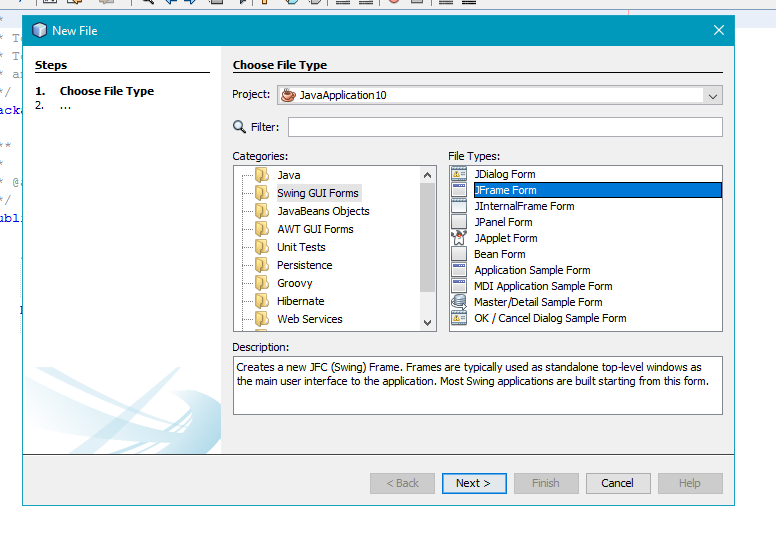 New File
Steps
1. Choose File Type
2. ...
Choose File Type
Project: JavaApplication10
Filter:
Categories:
Java
Swing GUI Forms
JavaBeans Objects
AWT GUI Forms
Unit Tests
Persistence
Groovy
Hibernate
Web Services
File Types:
JDialog Form
JFrame Form
JInternalFrame Form
JPanel Form
JApplet Form
Bean Form
Application Sample Form
MDI Application Sample Form
Master/Detail Sample Form
OK / Cancel Dialog Sample Form
Description:
Creates a new JFC (Swing) Frame. Frames are typically used as standalone top-level windows as
the main user interface to the application. Most Swing applications are built starting from this form.
< Back Next > Finish Cancel Help